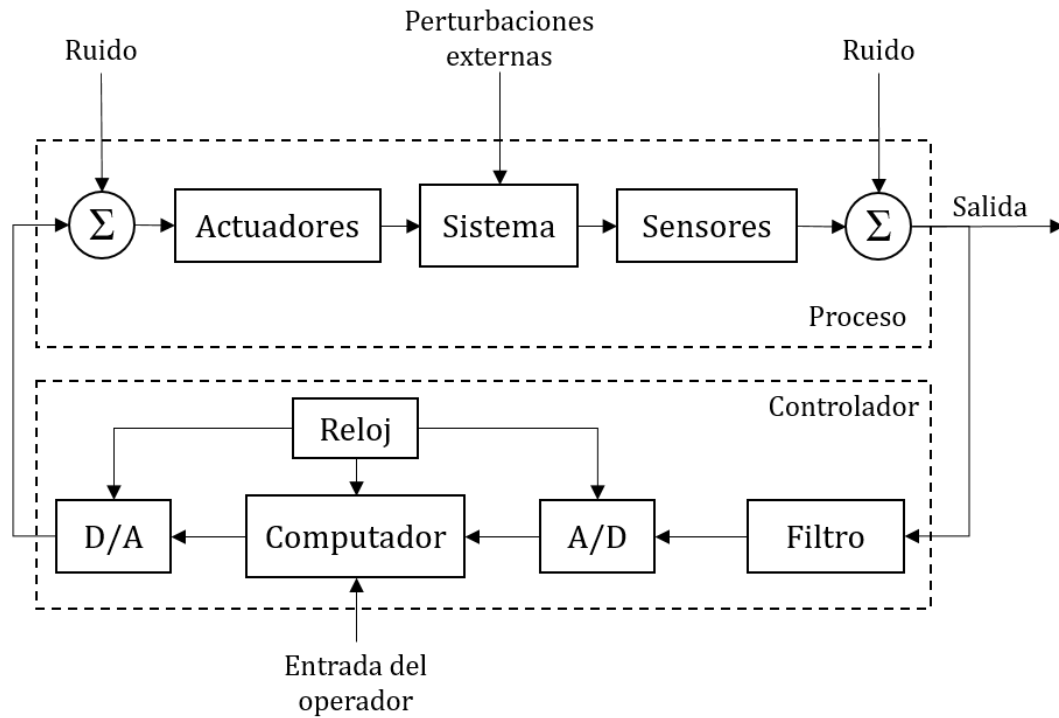 Ruido
Perturbaciones
externas
Ruido
Σ
Actuadores
Sistema
Sensores
Σ
Salida
Proceso
Controlador
Reloj
D/A
Computador
A/D
Filtro
Entrada del
operador